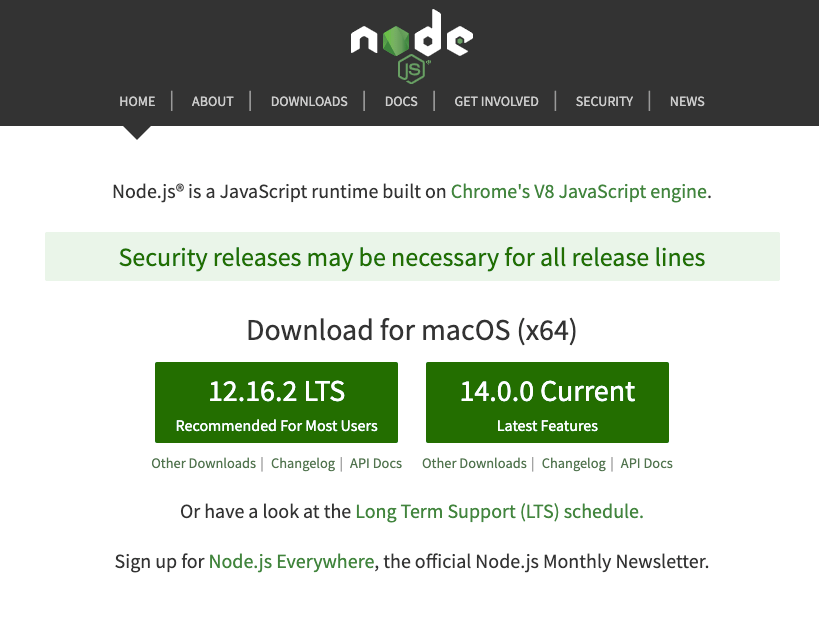 node
JS
HOME | ABOUT | DOWNLOADS | DOCS | GET INVOLVED | SECURITY | NEWS
Node.js® is a JavaScript runtime built on Chrome's V8 JavaScript engine.
Security releases may be necessary for all release lines
Download for macOS (x64)
12.16.2 LTS 14.0.0 Current
Recommended For Most Users Latest Features
Other Downloads | Changelog | API Docs Other Downloads | Changelog | API Docs
Or have a look at the Long Term Support (LTS) schedule.
Sign up for Node.js Everywhere, the official Node.js Monthly Newsletter.